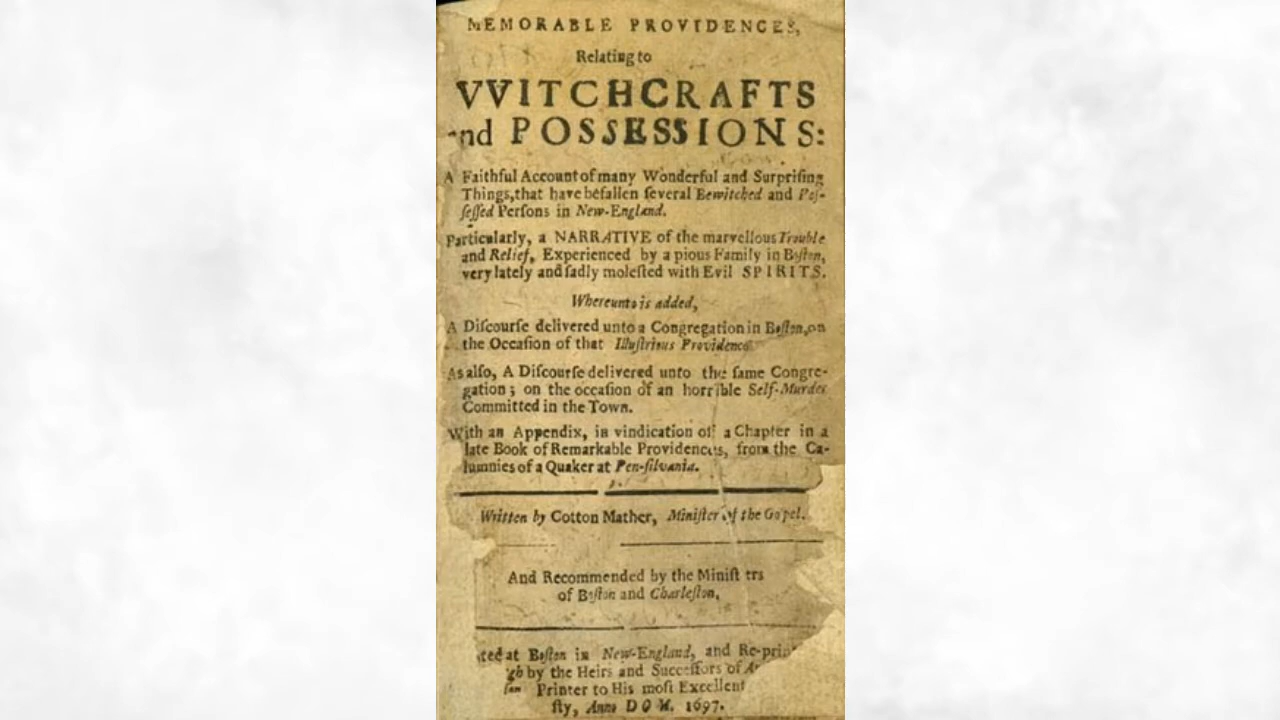 MEMORABLE PROVIDENCES,
Relating to
VVITCHCRAFTS
and POSSESSIONS:
A Faithful Account of many Wonderful and Surpriſing
Things, that have befallen ſeveral Bewitched and Poſ-
ſeſſed Perſons in New-England.
Particularly, a NARRATIVE of the marvellous Trouble
and Relief, Experienced by a pious Family in Boſton,
very lately and ſadly moleſted with Evil SPIRITS.
Whereunto is added,
A Diſcourſe delivered unto a Congregation in Boſton, on
the Occaſion of that Illuſtrious Providence.
As alſo, A Diſcourſe delivered unto the ſame Congre-
gation; on the occaſion of an horrible Self-Murder
Committed in the Town.
With an Appendix, in vindication of a Chapter in a
late Book of Remarkable Providences, from the Ca-
lumnies of a Quaker at Pen-ſilvania.
Written by Cotton Mather, Miniſter of the Goſpel.
And Recommended by the Miniſters
of Boſton and Charleſton,
at Boſton in New-England, and
by the Heirs and Succeſſors of
Printer to His moſt Excellent
Anno DOM. 1697.